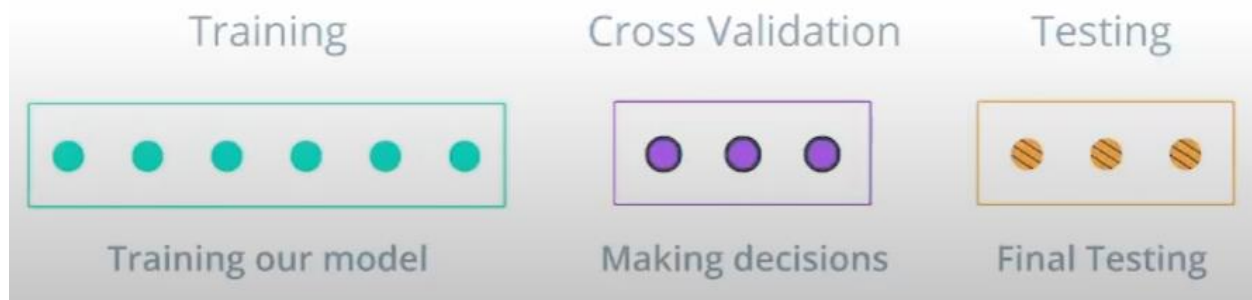 Training
Cross Validation
Testing
Training our model
Making decisions
Final Testing